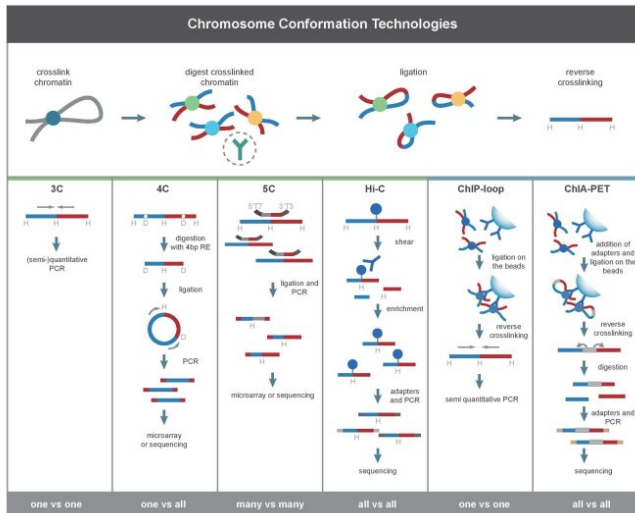 Chromosome Conformation Technologies
crosslink
chromatin
digest crosslinked
chromatin
ligation
reverse
crosslinking
H H H
3C
H H H
(semi-)quantitative
PCR
one vs one
4C
H D H D H
digestion
with 4bp RE
D H D
ligation
H
D
PCR
microarray
or sequencing
one vs all
5C
5'T7 3'T3
H H H
H
ligation and
PCR
H
H
H
microarray or sequencing
many vs many
Hi-C
H H H
shear
H
enrichment
H
H
H
adapters
and PCR
H
H H
sequencing
all vs all
ChIP-loop
ligation on
the beads
reverse
crosslinking
H H H
semi quantitative PCR
one vs one
ChIA-PET
addition of
adapters and
ligation on the
beads
reverse
crosslinking
digestion
adapters and
PCR
sequencing
all vs all